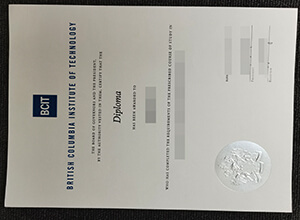 BCIT
BRITISH COLUMBIA INSTITUTE OF TECHNOLOGY
THE BOARD OF GOVERNORS AND THE PRESIDENT,
BY THE AUTHORITY VESTED IN THEM, CERTIFY THAT THE
Diploma
HAS BEEN AWARDED TO
WHO HAS COMPLETED THE REQUIREMENTS OF THE PRESCRIBED COURSE OF STUDY IN